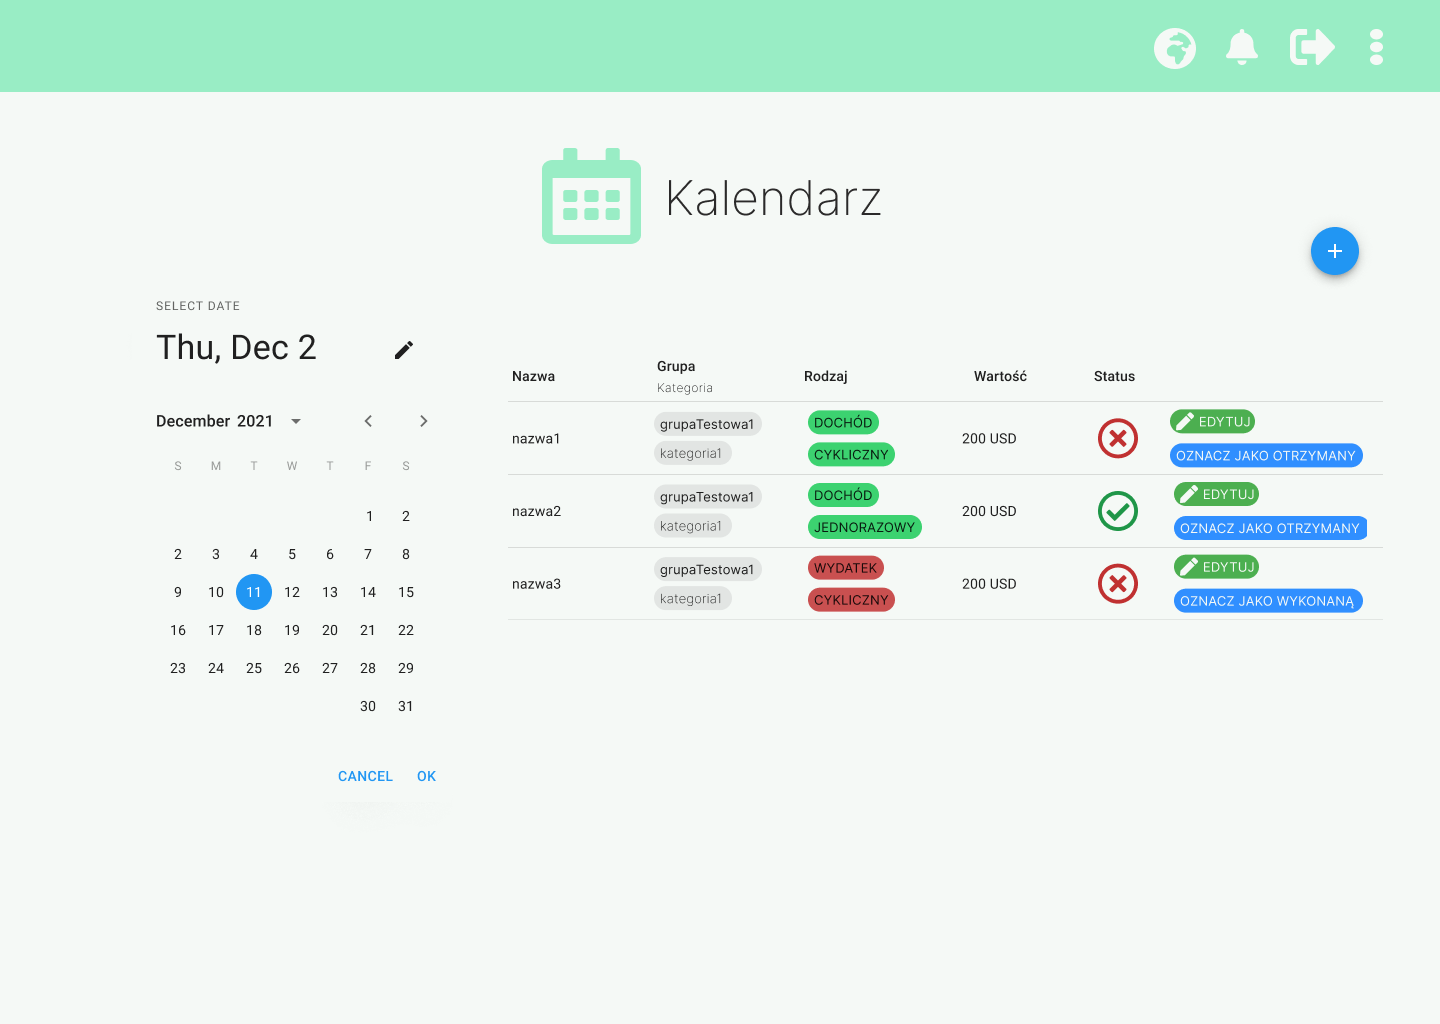 Kalendarz
SELECT DATE
Thu, Dec 2
December 2021
S M T W T F S
1 2
2 3 4 5 6 7 8
9 10 11 12 13 14 15
16 17 18 19 20 21 22
23 24 25 26 27 28 29
30 31
CANCEL OK
Nazwa Grupa Rodzaj Wartość Status
Kategoria
nazwa1 grupaTestowa1 DOCHÓD 200 USD EDYTUJ
kategoria1 CYKLICZNY OZNACZ JAKO OTRZYMANY
nazwa2 grupaTestowa1 DOCHÓD 200 USD EDYTUJ
kategoria1 JEDNORAZOWY OZNACZ JAKO OTRZYMANY
nazwa3 grupaTestowa1 WYDATEK 200 USD EDYTUJ
kategoria1 CYKLICZNY OZNACZ JAKO WYKONANĄ